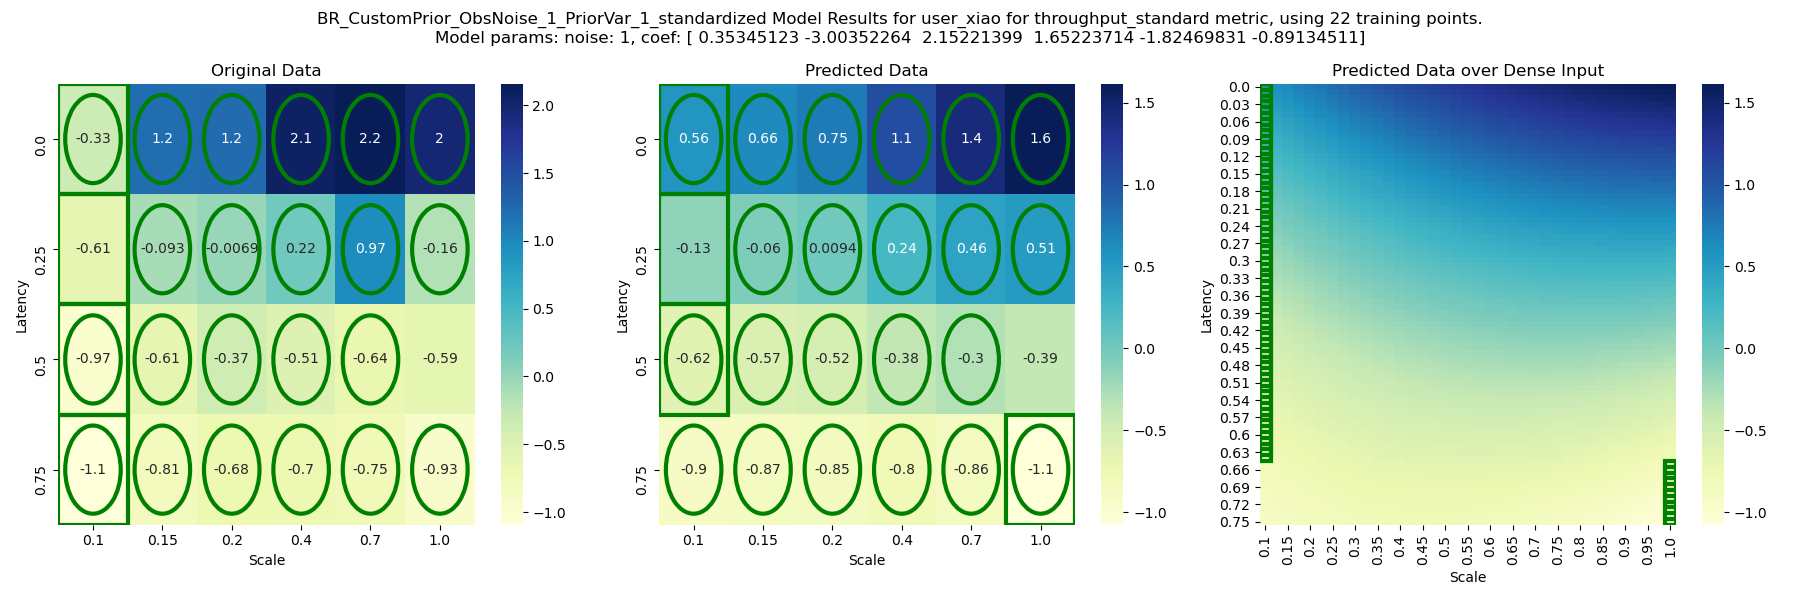 BR_CustomPrior_ObsNoise_1_PriorVar_1_standardized Model Results for user_xiao for throughput_standard metric, using 22 training points.
Model params: noise: 1, coef: [ 0.35345123 -3.00352264  2.15221399  1.65223714 -1.82469831 -0.89134511]
Original Data
Latency
0.0 -0.33 1.2 1.2 2.1 2.2 2
0.25 -0.61 -0.093 -0.0069 0.22 0.97 -0.16
0.5 -0.97 -0.61 -0.37 -0.51 -0.64 -0.59
0.75 -1.1 -0.81 -0.68 -0.7 -0.75 -0.93
0.1 0.15 0.2 0.4 0.7 1.0
Scale
2.0
1.5
1.0
0.5
0.0
−0.5
−1.0
Predicted Data
Latency
0.0 0.56 0.66 0.75 1.1 1.4 1.6
0.25 -0.13 -0.06 0.0094 0.24 0.46 0.51
0.5 -0.62 -0.57 -0.52 -0.38 -0.3 -0.39
0.75 -0.9 -0.87 -0.85 -0.8 -0.86 -1.1
0.1 0.15 0.2 0.4 0.7 1.0
Scale
1.5
1.0
0.5
0.0
−0.5
−1.0
Predicted Data over Dense Input
Latency
0.0
0.03
0.06
0.09
0.12
0.15
0.18
0.21
0.24
0.27
0.3
0.33
0.36
0.39
0.42
0.45
0.48
0.51
0.54
0.57
0.6
0.63
0.66
0.69
0.72
0.75
0.1 0.15 0.2 0.25 0.3 0.35 0.4 0.45 0.5 0.55 0.6 0.65 0.7 0.75 0.8 0.85 0.9 0.95 1.0
Scale
1.5
1.0
0.5
0.0
−0.5
−1.0